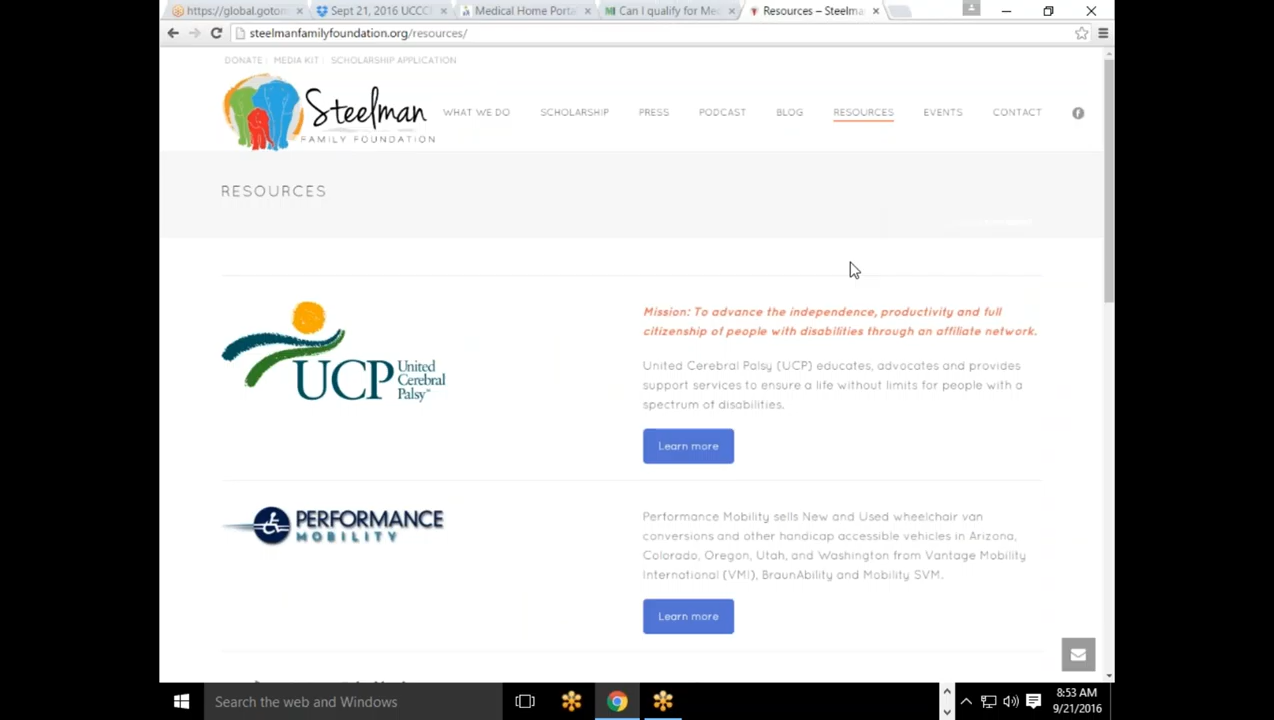 https://global.gotom
Sept 21, 2016 UCCCF
Medical Home Porta
Can I qualify for Me
Resources – Steelma
steelmanfamilyfoundation.org/resources/
DONATE
MEDIA KIT
SCHOLARSHIP APPLICATION
Steelman
FAMILY FOUNDATION
WHAT WE DO
SCHOLARSHIP
PRESS
PODCAST
BLOG
RESOURCES
EVENTS
CONTACT
RESOURCES
UCP United
Cerebral
Palsy™
Mission: To advance the independence, productivity and full
citizenship of people with disabilities through an affiliate network.
United Cerebral Palsy (UCP) educates, advocates and provides
support services to ensure a life without limits for people with a
spectrum of disabilities.
Learn more
PERFORMANCE
MOBILITY
Performance Mobility sells New and Used wheelchair van
conversions and other handicap accessible vehicles in Arizona,
Colorado, Oregon, Utah, and Washington from Vantage Mobility
International (VMI), BraunAbility and Mobility SVM.
Learn more
Search the web and Windows
8:53 AM
9/21/2016